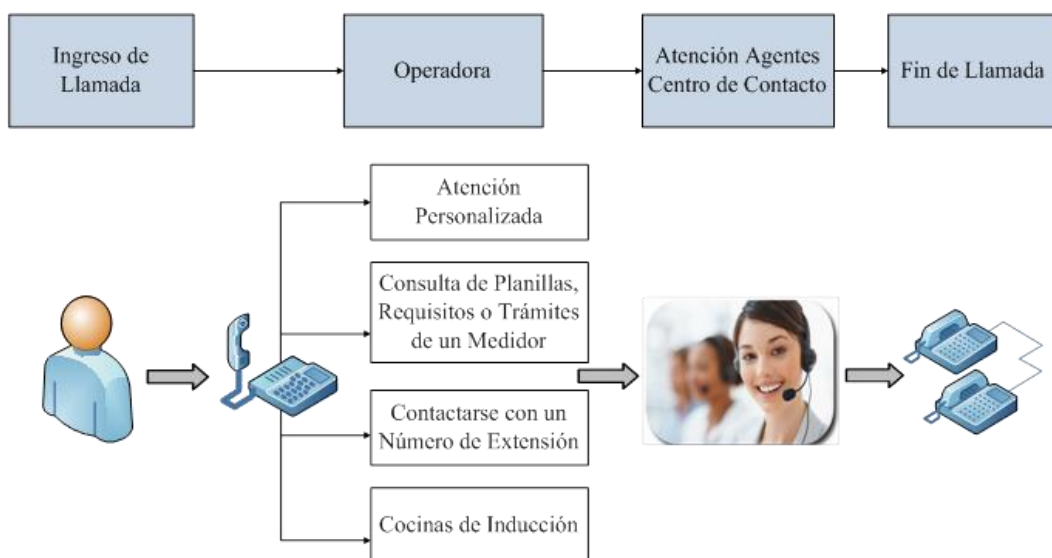 Ingreso de
Llamada
Operadora
Atención Agentes
Centro de Contacto
Fin de Llamada
Atención
Personalizada
Consulta de Planillas,
Requisitos o Trámites
de un Medidor
Contactarse con un
Número de Extensión
Cocinas de Inducción